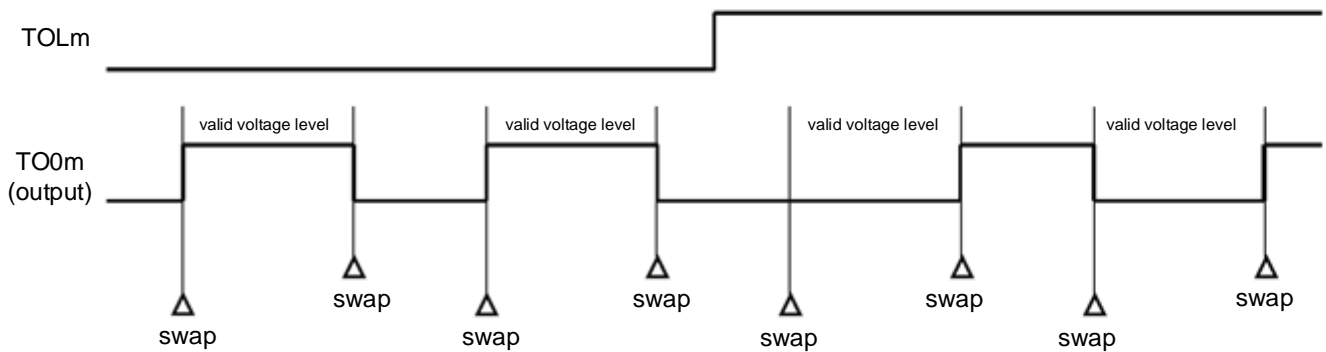 TOLm
valid voltage level
valid voltage level
valid voltage level
valid voltage level
TO0m
(output)
swap
swap
swap
swap
swap
swap
swap
swap